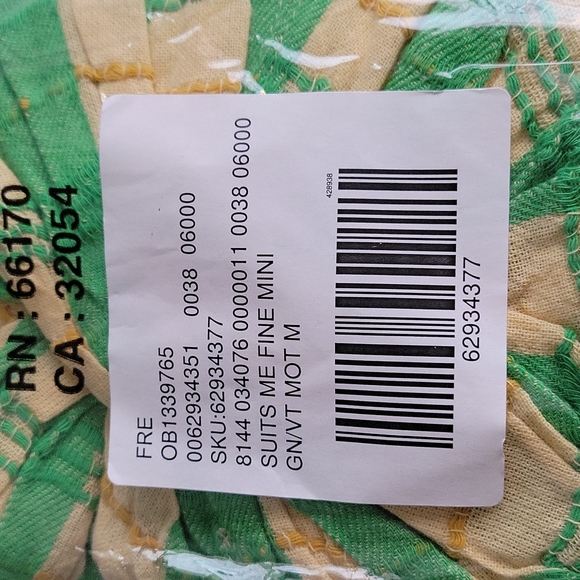 RN : 66170
CA : 32054
FRE
OB1339765
0062934351 0038 06000
SKU:62934377
8144 034076 0000011 0038 06000
SUITS ME FINE MINI
GN/VT MOT M
428938
62934377